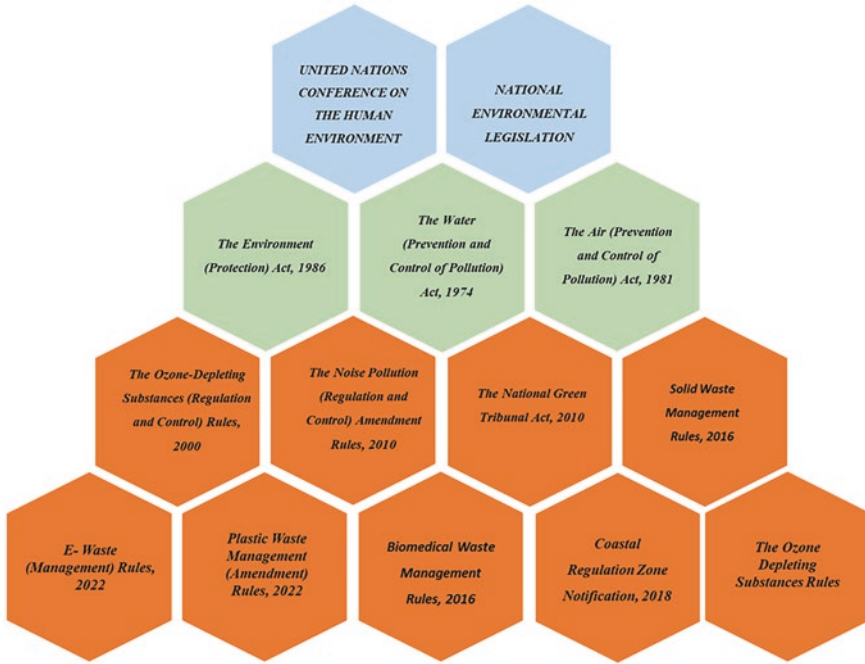 UNITED NATIONS
CONFERENCE ON
THE HUMAN
ENVIRONMENT
NATIONAL
ENVIRONMENTAL
LEGISLATION
The Environment
(Protection) Act, 1986
The Water
(Prevention and
Control of Pollution)
Act, 1974
The Air (Prevention
and Control of
Pollution) Act, 1981
The Ozone-Depleting
Substances (Regulation
and Control) Rules,
2000
The Noise Pollution
(Regulation and
Control) Amendment
Rules, 2010
The National Green
Tribunal Act, 2010
Solid Waste
Management
Rules, 2016
E- Waste
(Management) Rules,
2022
Plastic Waste
Management
(Amendment)
Rules, 2022
Biomedical Waste
Management
Rules, 2016
Coastal
Regulation Zone
Notification, 2018
The Ozone
Depleting
Substances Rules